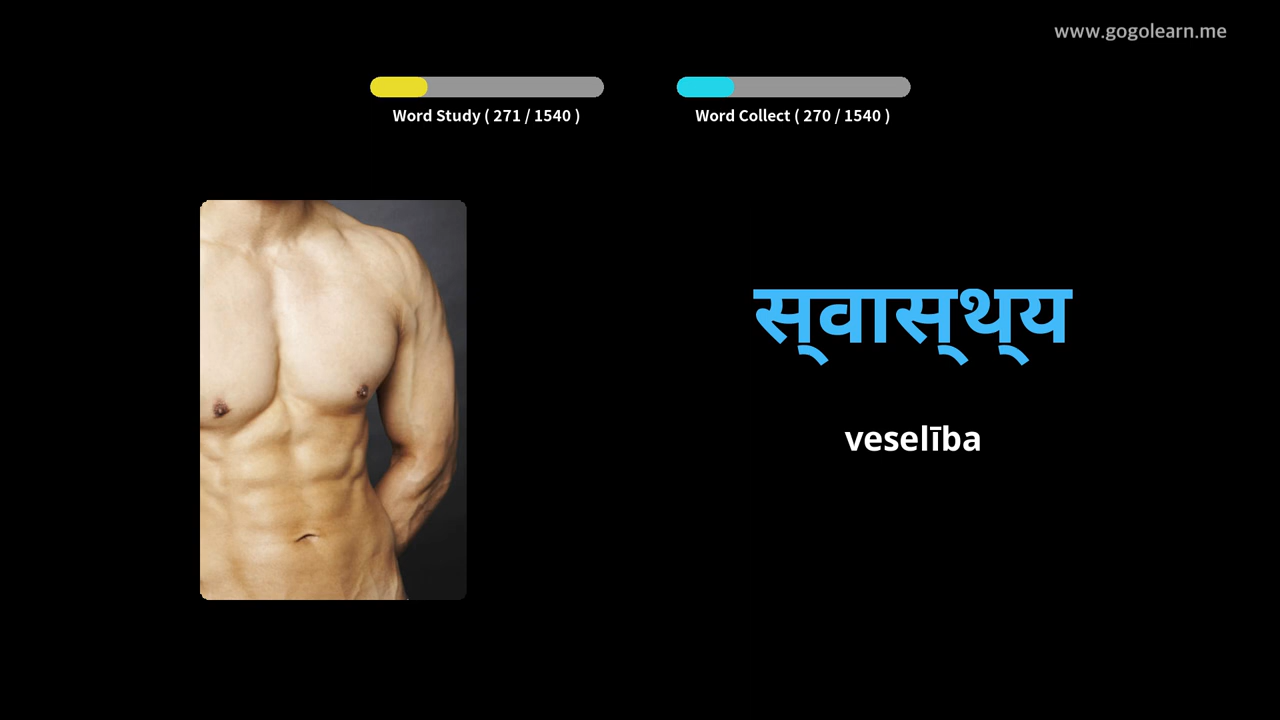 www.gogolearn.me
Word Study ( 271 / 1540 )
Word Collect ( 270 / 1540 )
स्वास्थ्य
veselība